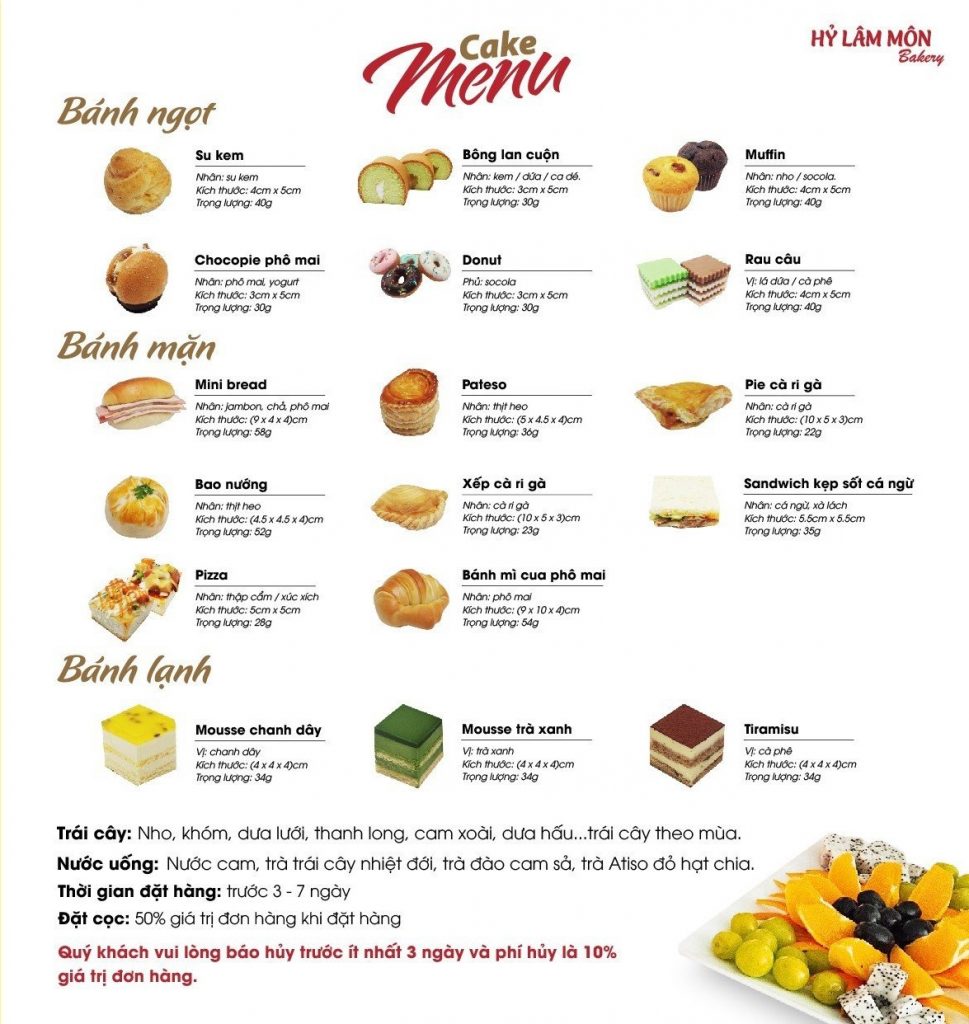 Cake
Menu
HỶ LÂM MÔN
Bakery
Bánh ngọt
Su kem
Nhân: su kem
Kích thước: 4cm x 5cm
Trọng lượng: 40g
Bông lan cuộn
Nhân: kem / dứa / ca dé.
Kích thước: 3cm x 5cm
Trọng lượng: 30g
Muffin
Nhân: nho / socola.
Kích thước: 4cm x 5cm
Trọng lượng: 40g
Chocopie phô mai
Nhân: phô mai, yogurt
Kích thước: 3cm x 5cm
Trọng lượng: 30g
Donut
Phủ: socola
Kích thước: 3cm x 5cm
Trọng lượng: 30g
Rau câu
Vị: lá dứa / cà phê
Kích thước: 4cm x 5cm
Trọng lượng: 40g
Bánh mặn
Mini bread
Nhân: jambon, chả, phô mai
Kích thước: (9 x 4 x 4)cm
Trọng lượng: 58g
Pateso
Nhân: thịt heo
Kích thước: (5 x 4.5 x 4)cm
Trọng lượng: 36g
Pie cà ri gà
Nhân: cà ri gà
Kích thước: (10 x 5 x 3)cm
Trọng lượng: 22g
Bao nướng
Nhân: thịt heo
Kích thước: (4.5 x 4.5 x 4)cm
Trọng lượng: 52g
Xếp cà ri gà
Nhân: cà ri gà
Kích thước: (10 x 5 x 3)cm
Trọng lượng: 23g
Sandwich kẹp sốt cá ngừ
Nhân: cá ngừ, xà lách
Kích thước: 5.5cm x 5.5cm
Trọng lượng: 35g
Pizza
Nhân: thập cẩm / xúc xích
Kích thước: 5cm x 5cm
Trọng lượng: 28g
Bánh mì cua phô mai
Nhân: phô mai
Kích thước: (9 x 10 x 4)cm
Trọng lượng: 54g
Bánh lạnh
Mousse chanh dây
Vị: chanh dây
Kích thước: (4 x 4 x 4)cm
Trọng lượng: 34g
Mousse trà xanh
Vị: trà xanh
Kích thước: (4 x 4 x 4)cm
Trọng lượng: 34g
Tiramisu
Vị: cà phê
Kích thước: (4 x 4 x 4)cm
Trọng lượng: 34g
Trái cây: Nho, khóm, dưa lưới, thanh long, cam xoài, dưa hấu...trái cây theo mùa.
Nước uống: Nước cam, trà trái cây nhiệt đới, trà đào cam sả, trà Atiso đỏ hạt chia.
Thời gian đặt hàng: trước 3 - 7 ngày
Đặt cọc: 50% giá trị đơn hàng khi đặt hàng
Quý khách vui lòng báo hủy trước ít nhất 3 ngày và phí hủy là 10%
giá trị đơn hàng.